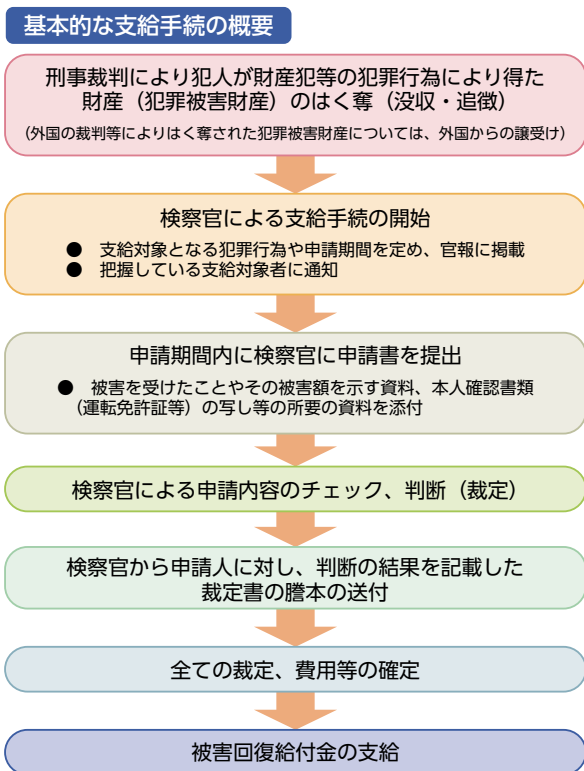 基本的な支給手続の概要
刑事裁判により犯人が財産犯等の犯罪行為により得た
財産（犯罪被害財産）のはく奪（没収・追徴）
（外国の裁判等によりはく奪された犯罪被害財産については、外国からの譲受け）
検察官による支給手続の開始
● 支給対象となる犯罪行為や申請期間を定め、官報に掲載
● 把握している支給対象者に通知
申請期間内に検察官に申請書を提出
● 被害を受けたことやその被害額を示す資料、本人確認書類
（運転免許証等）の写し等の所要の資料を添付
検察官による申請内容のチェック、判断（裁定）
検察官から申請人に対し、判断の結果を記載した
裁定書の謄本の送付
全ての裁定、費用等の確定
被害回復給付金の支給